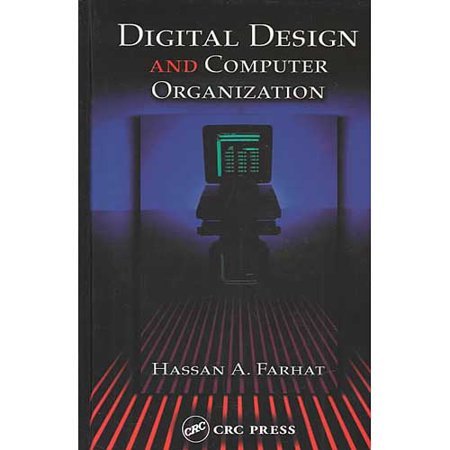 DIGITAL DESIGN
AND COMPUTER
ORGANIZATION
HASSAN A. FARHAT
CRC CRC PRESS